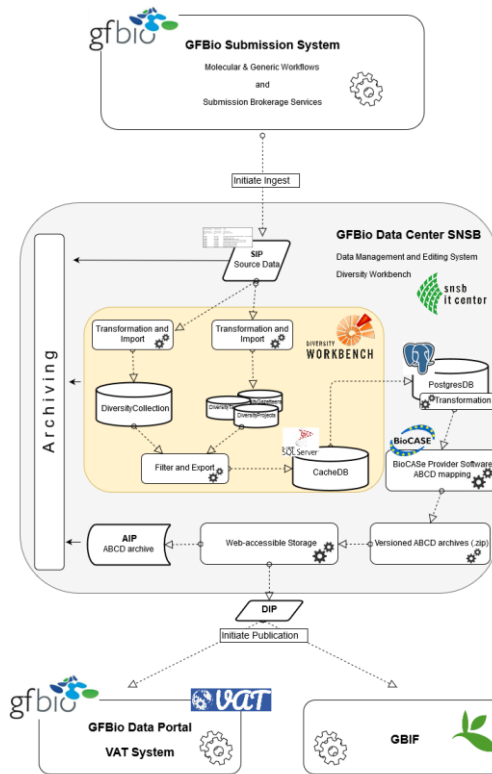 gfbio
GFBio Submission System
Molecular & Generic Workflows
and
Submission Brokerage Services
Initiate Ingest
GFBio Data Center SNSB
Data Management and Editing System
Diversity Workbench
snsb
it center
SIP
Source Data
Archiving
Transformation and
Import
Transformation and
Import
DIVERSITY
WORKBENCH
PostgresDB
Transformation
DiversityCollection
DiversityProjects
BioCASE
SQL Server
CacheDB
Filter and Export
BioCASe Provider Software
ABCD mapping
AIP
ABCD archive
Web-accessible Storage
Versioned ABCD archives (.zip)
DIP
Initiate Publication
gfbio
VAT
GFBio Data Portal
VAT System
GBIF